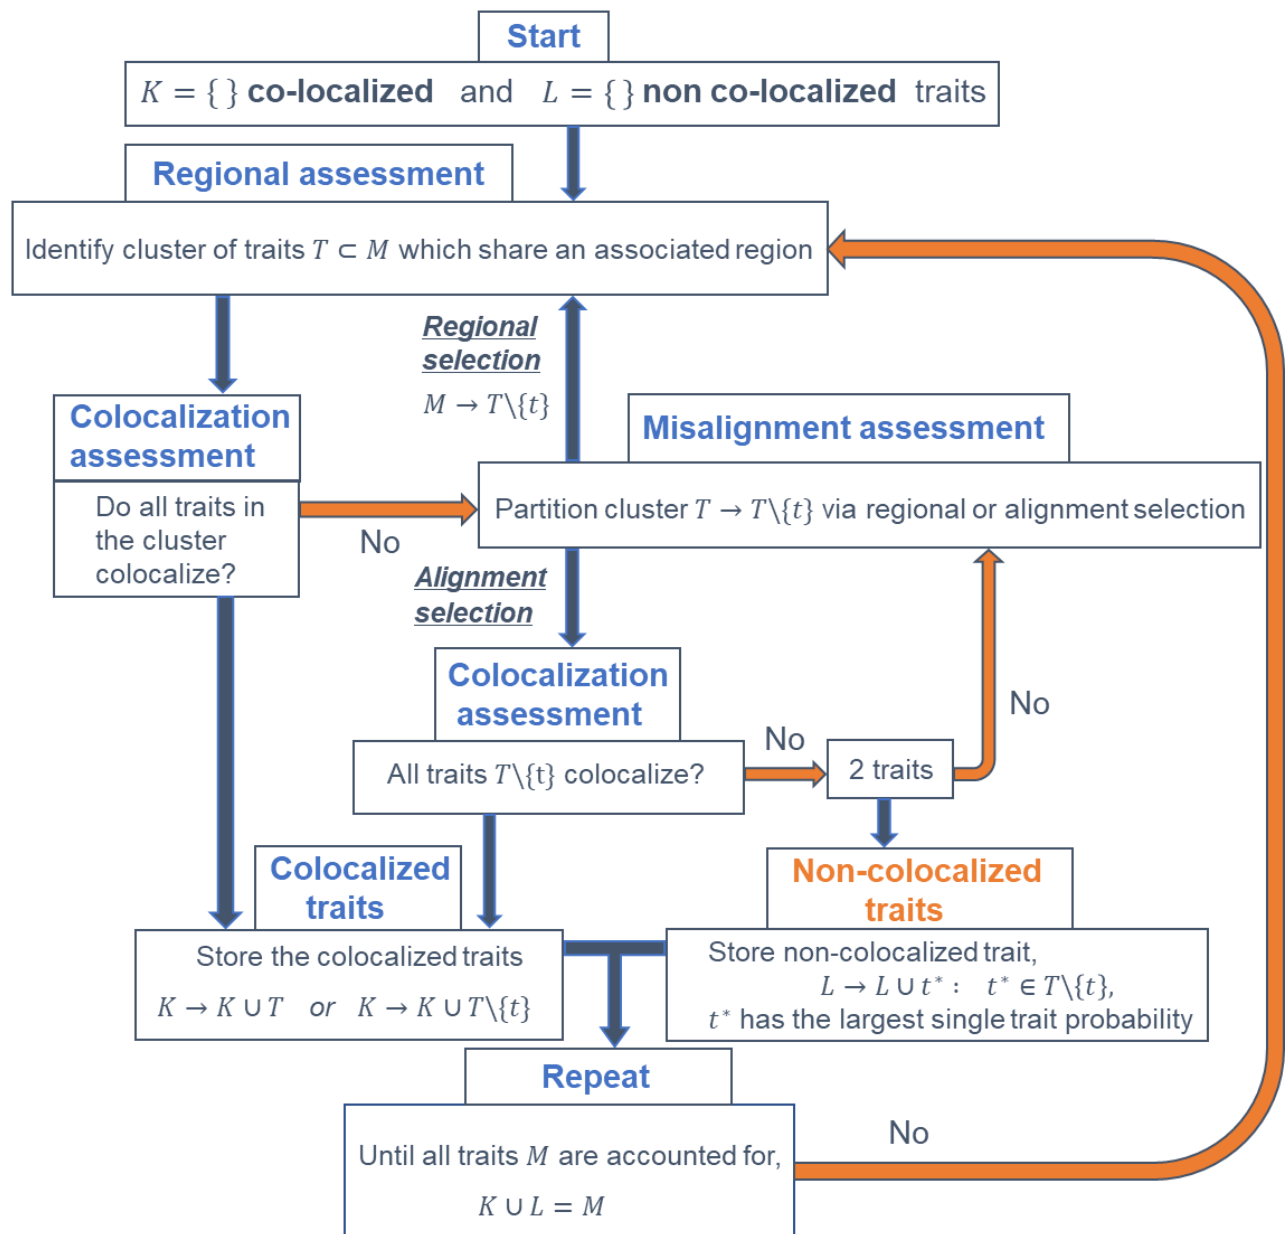 Start
K = { } co-localized and L = { } non co-localized traits
Regional assessment
Identify cluster of traits T ⊂ M which share an associated region
Regional
selection
M → T\{t}
Colocalization
assessment
Do all traits in
the cluster
colocalize?
No
Misalignment assessment
Partition cluster T → T\{t} via regional or alignment selection
Alignment
selection
Colocalization
assessment
All traits T\{t} colocalize?
No
2 traits
No
Colocalized
traits
Store the colocalized traits
K → K ∪ T or K → K ∪ T\{t}
Non-colocalized
traits
Store non-colocalized trait,
L → L ∪ t* : t* ∈ T\{t},
t* has the largest single trait probability
Repeat
Until all traits M are accounted for,
K ∪ L = M
No